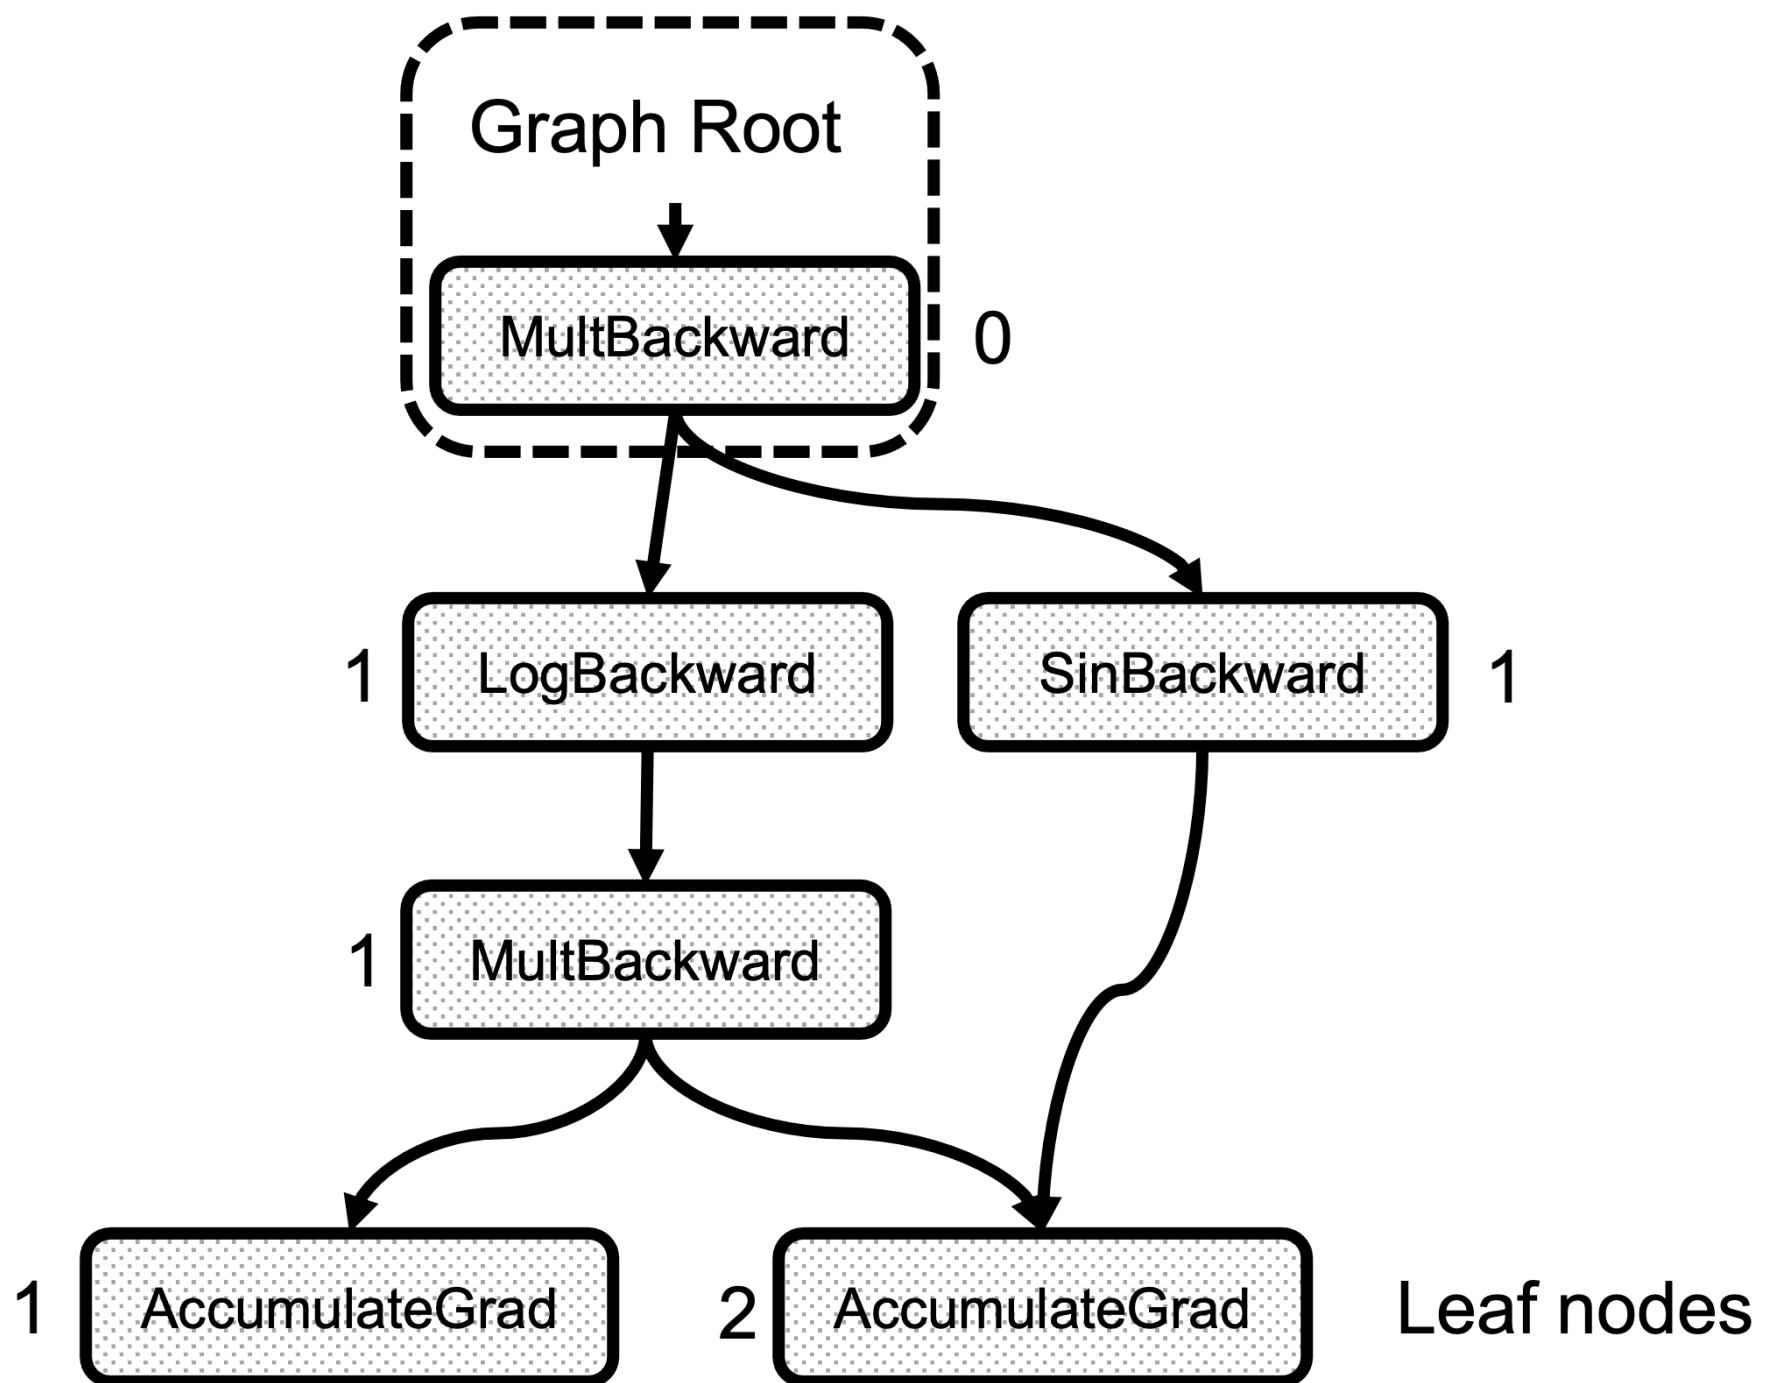 Graph Root
MultBackward
0
1
LogBackward
SinBackward
1
1
MultBackward
1
AccumulateGrad
2
AccumulateGrad
Leaf nodes